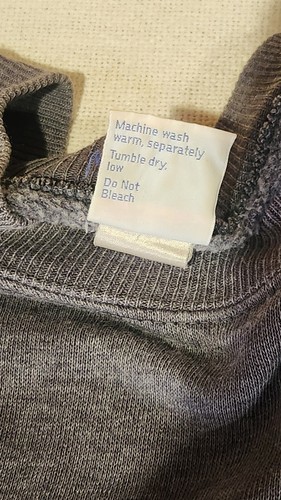 Machine wash
warm, separately
Tumble dry,
low
Do Not
Bleach